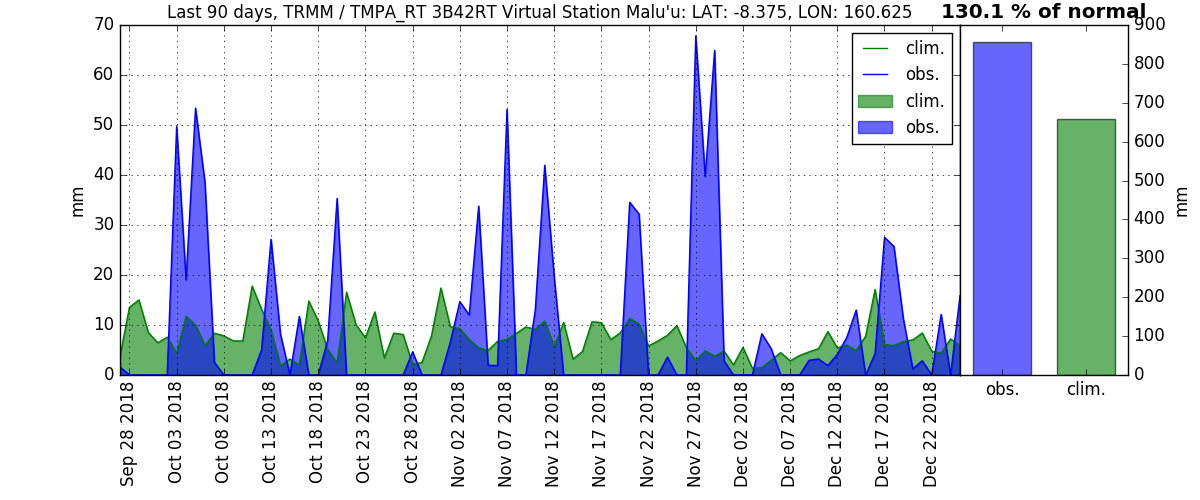 Last 90 days, TRMM / TMPA_RT 3B42RT Virtual Station Malu'u: LAT: -8.375, LON: 160.625
130.1 % of normal
70
60
50
40
30
20
10
0
mm
clim.
obs.
clim.
obs.
Sep 28 2018
Oct 03 2018
Oct 08 2018
Oct 13 2018
Oct 18 2018
Oct 23 2018
Oct 28 2018
Nov 02 2018
Nov 07 2018
Nov 12 2018
Nov 17 2018
Nov 22 2018
Nov 27 2018
Dec 02 2018
Dec 07 2018
Dec 12 2018
Dec 17 2018
Dec 22 2018
900
800
700
600
500
400
300
200
100
0
mm
obs.
clim.